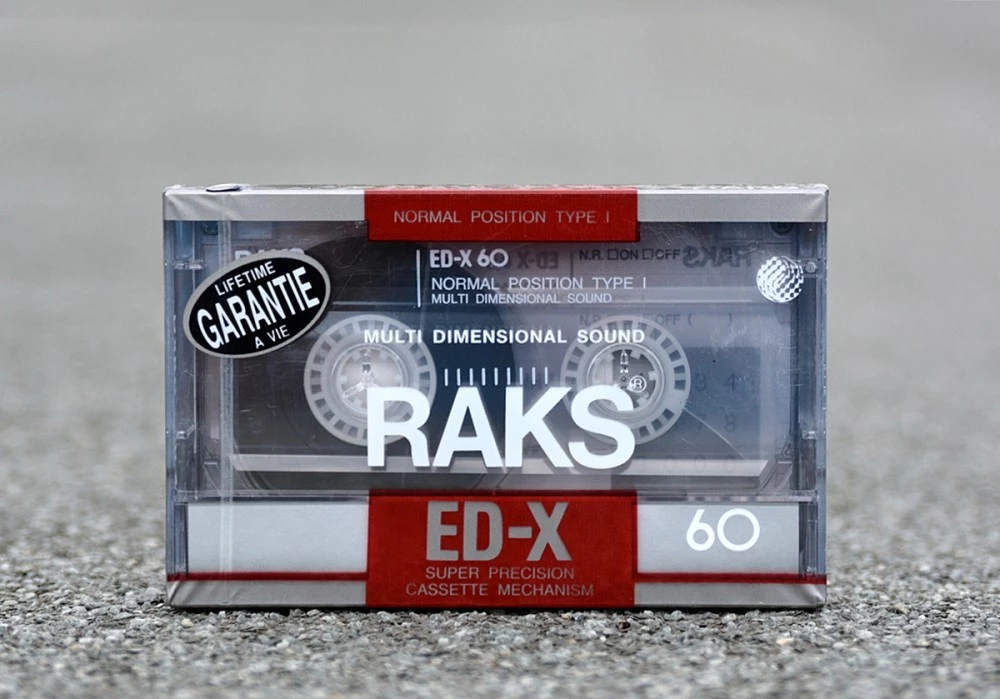 NORMAL POSITION TYPE I
ED-X 60
N.R. ☐ON ☐OFF
NORMAL POSITION TYPE I
MULTI DIMENSIONAL SOUND
LIFETIME
GARANTIE
A VIE
MULTI DIMENSIONAL SOUND
RAKS
®
ED-X
60
SUPER PRECISION
CASSETTE MECHANISM